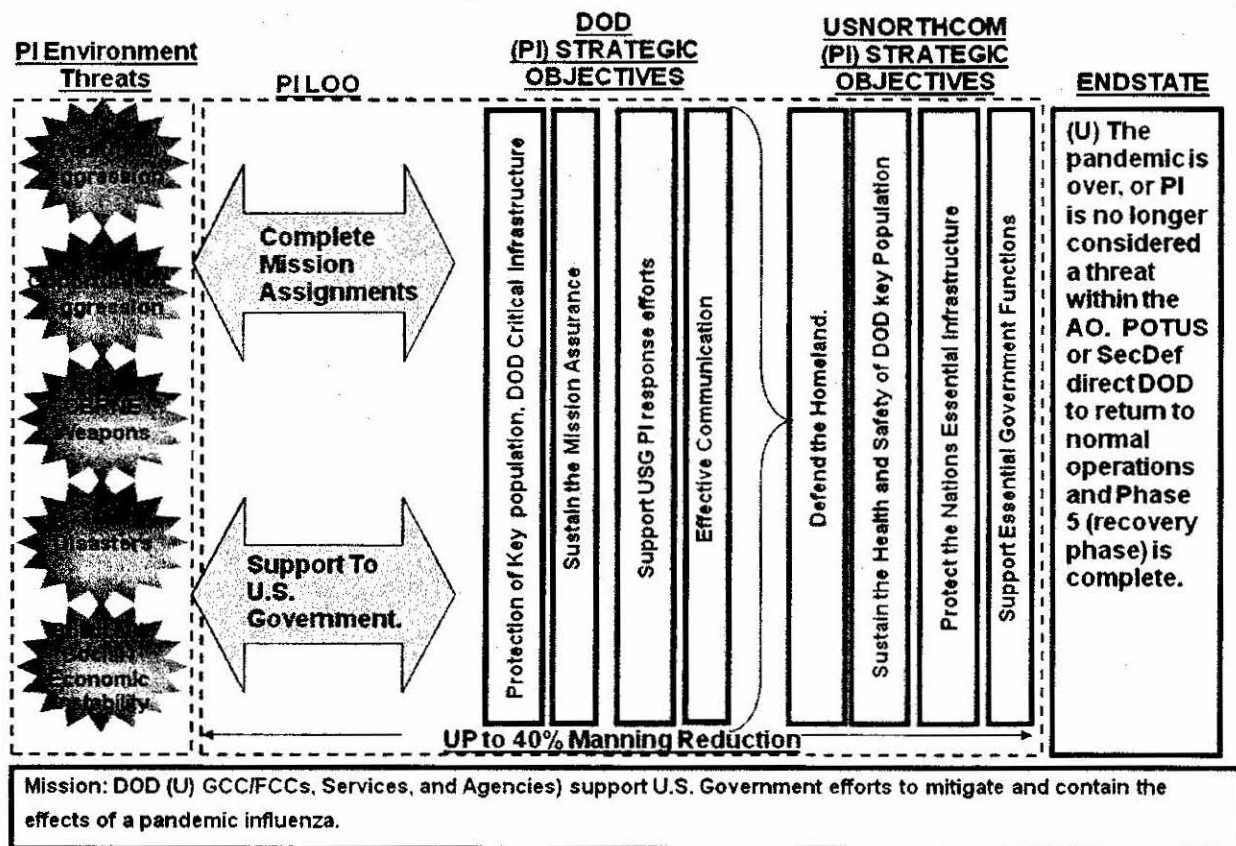 PI Environment
Threats
PI LOO
DOD
(PI) STRATEGIC
OBJECTIVES
USNORTHCOM
(PI) STRATEGIC
OBJECTIVES
ENDSTATE
Aggression
Aggression
Weapons
Disasters
Economic
Instability
Complete
Mission
Assignments
Support To
U.S.
Government.
Protection of Key population, DOD Critical Infrastructure
Sustain the Mission Assurance
Support USG PI response efforts
Effective Communication
Defend the Homeland.
Sustain the Health and Safety of DOD key Population
Protect the Nations Essential Infrastructure
Support Essential Government Functions
(U) The
pandemic is
over, or PI
is no longer
considered
a threat
within the
AO. POTUS
or SecDef
direct DOD
to return to
normal
operations
and Phase
5 (recovery
phase) is
complete.
UP to 40% Manning Reduction
Mission: DOD (U) GCC/FCCs, Services, and Agencies) support U.S. Government efforts to mitigate and contain the
effects of a pandemic influenza.